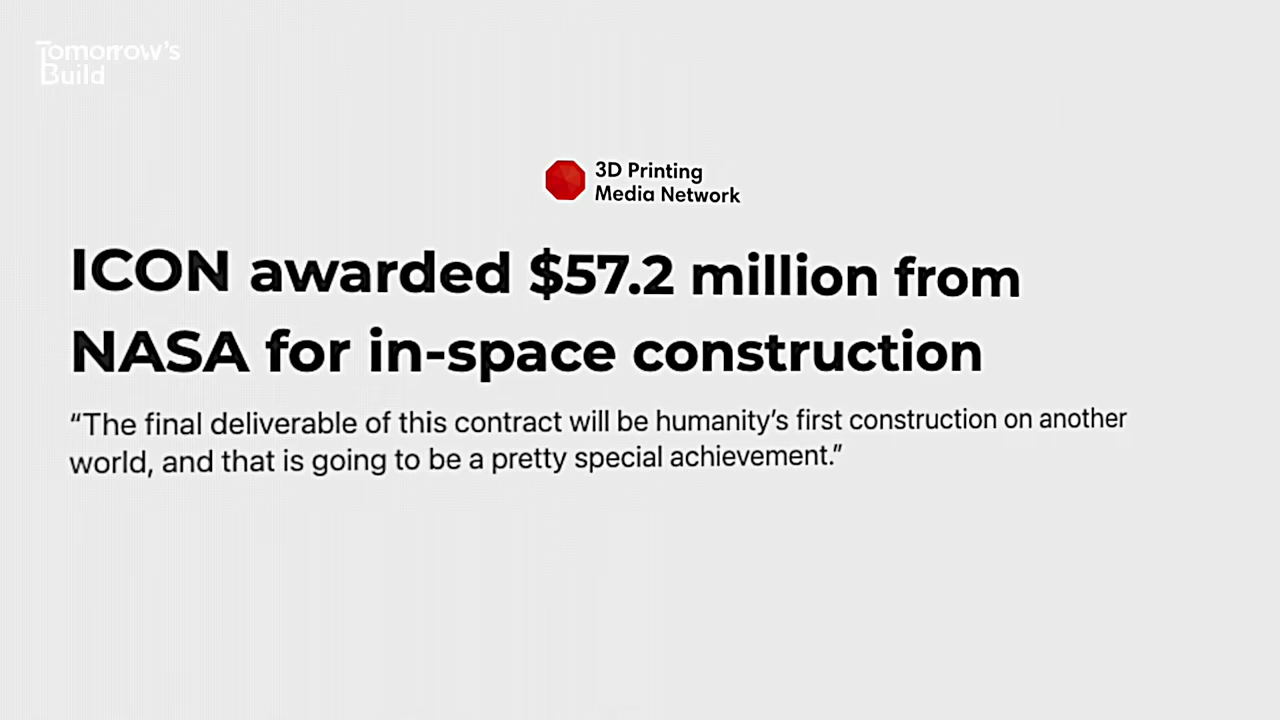 Tomorrow's
Build
3D Printing
Media Network
ICON awarded $57.2 million from
NASA for in-space construction
“The final deliverable of this contract will be humanity’s first construction on another
world, and that is going to be a pretty special achievement.”